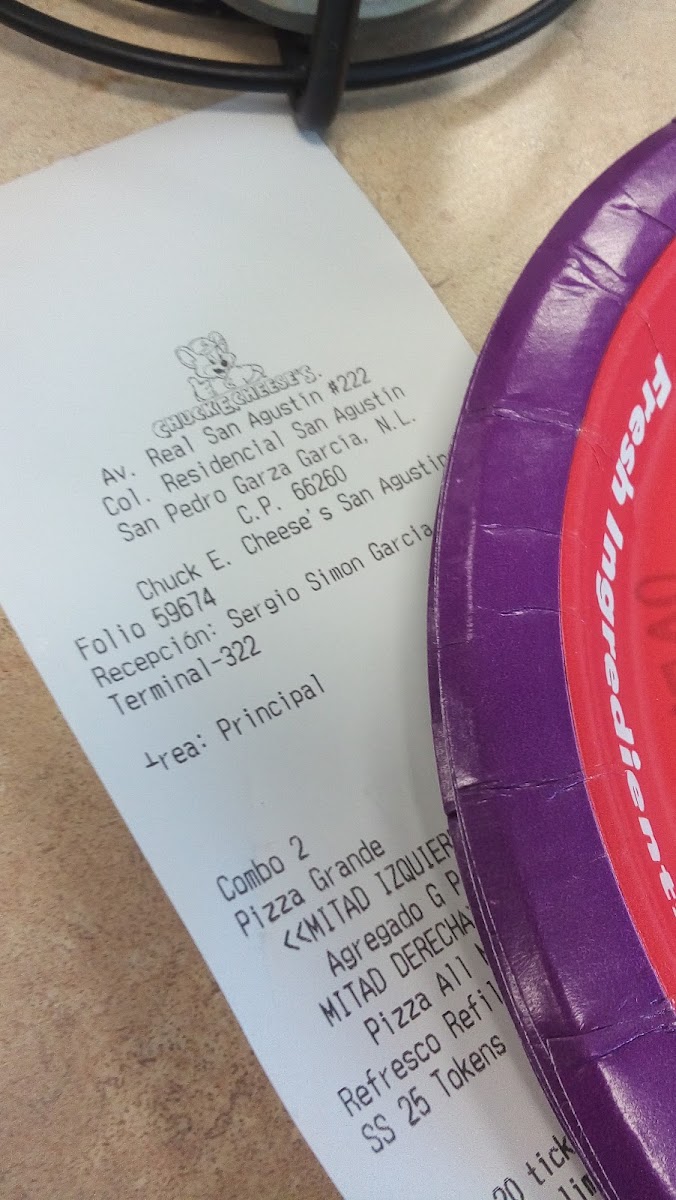 CHUCK E. CHEESE'S.
Av. Real San Agustin #222
Col. Residencial San Agustin
San Pedro Garza Garcia, N.L.
C.P. 66260
Chuck E. Cheese's San Agustin
Folio 59674
Recepción: Sergio Simon Garcia
Terminal-322
┴rea: Principal
Combo 2
Pizza Grande
<<MITAD IZQUIER
Agregado G P
MITAD DERECHA
Pizza All
Refresco Refil
SS 25 Tokens
20 tick
Fresh Ingredient